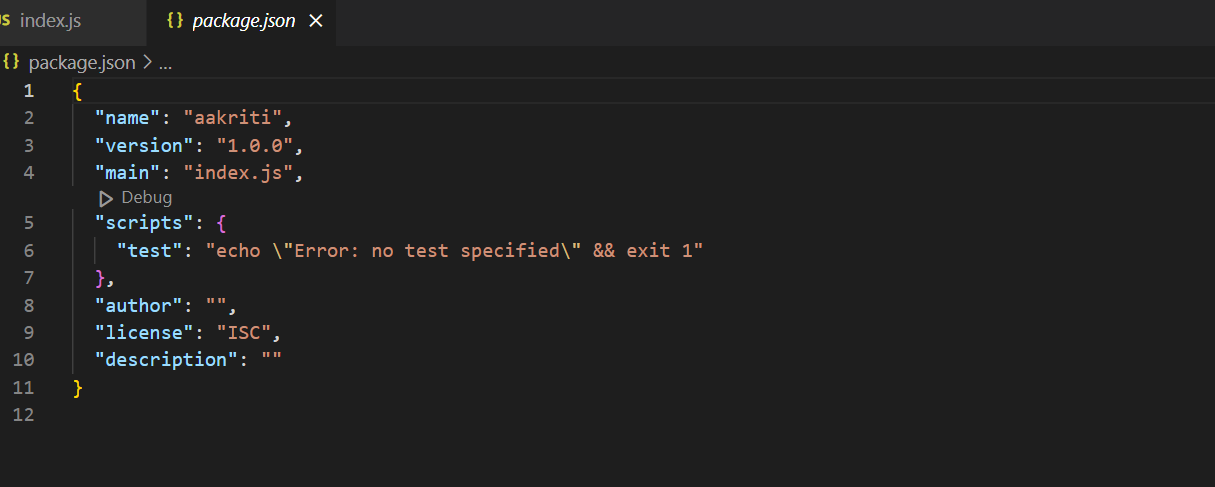 JS index.js {} package.json ×
{} package.json > ...
1 {
2 "name": "aakriti",
3 "version": "1.0.0",
4 "main": "index.js",
Debug
5 "scripts": {
6 "test": "echo \"Error: no test specified\" && exit 1"
7 },
8 "author": "",
9 "license": "ISC",
10 "description": ""
11 }
12